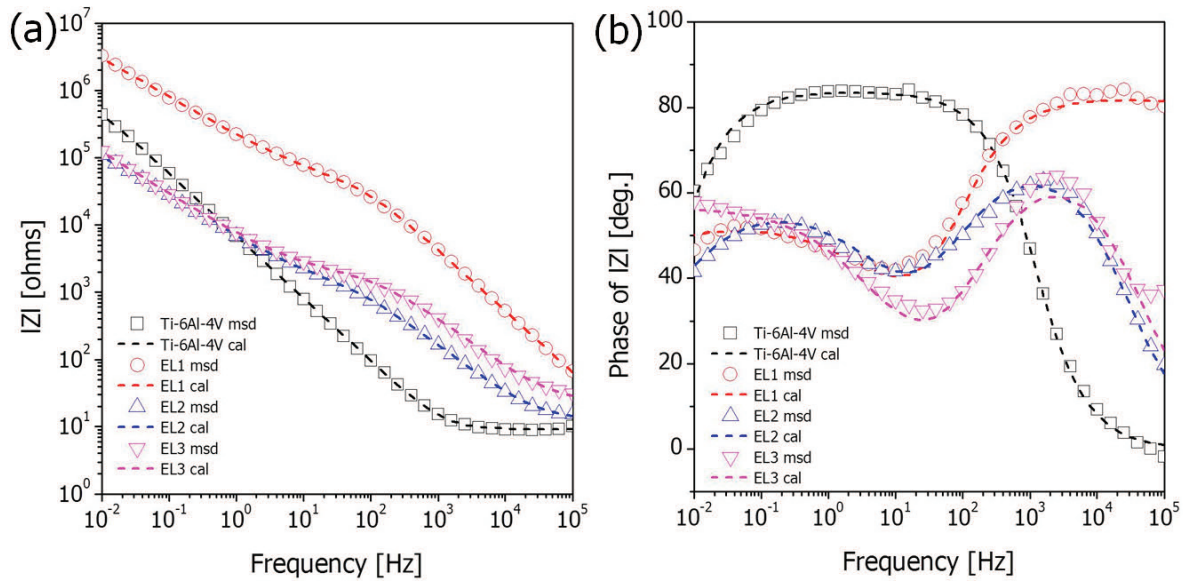 (a)
|Z| [ohms]
10^7
10^6
10^5
10^4
10^3
10^2
10^1
10^0
Ti-6Al-4V msd
Ti-6Al-4V cal
EL1 msd
EL1 cal
EL2 msd
EL2 cal
EL3 msd
EL3 cal
10^-2 10^-1 10^0 10^1 10^2 10^3 10^4 10^5
Frequency [Hz]
(b)
Phase of |Z| [deg.]
100
80
60
40
20
0
Ti-6Al-4V msd
Ti-6Al-4V cal
EL1 msd
EL1 cal
EL2 msd
EL2 cal
EL3 msd
EL3 cal
10^-2 10^-1 10^0 10^1 10^2 10^3 10^4 10^5
Frequency [Hz]